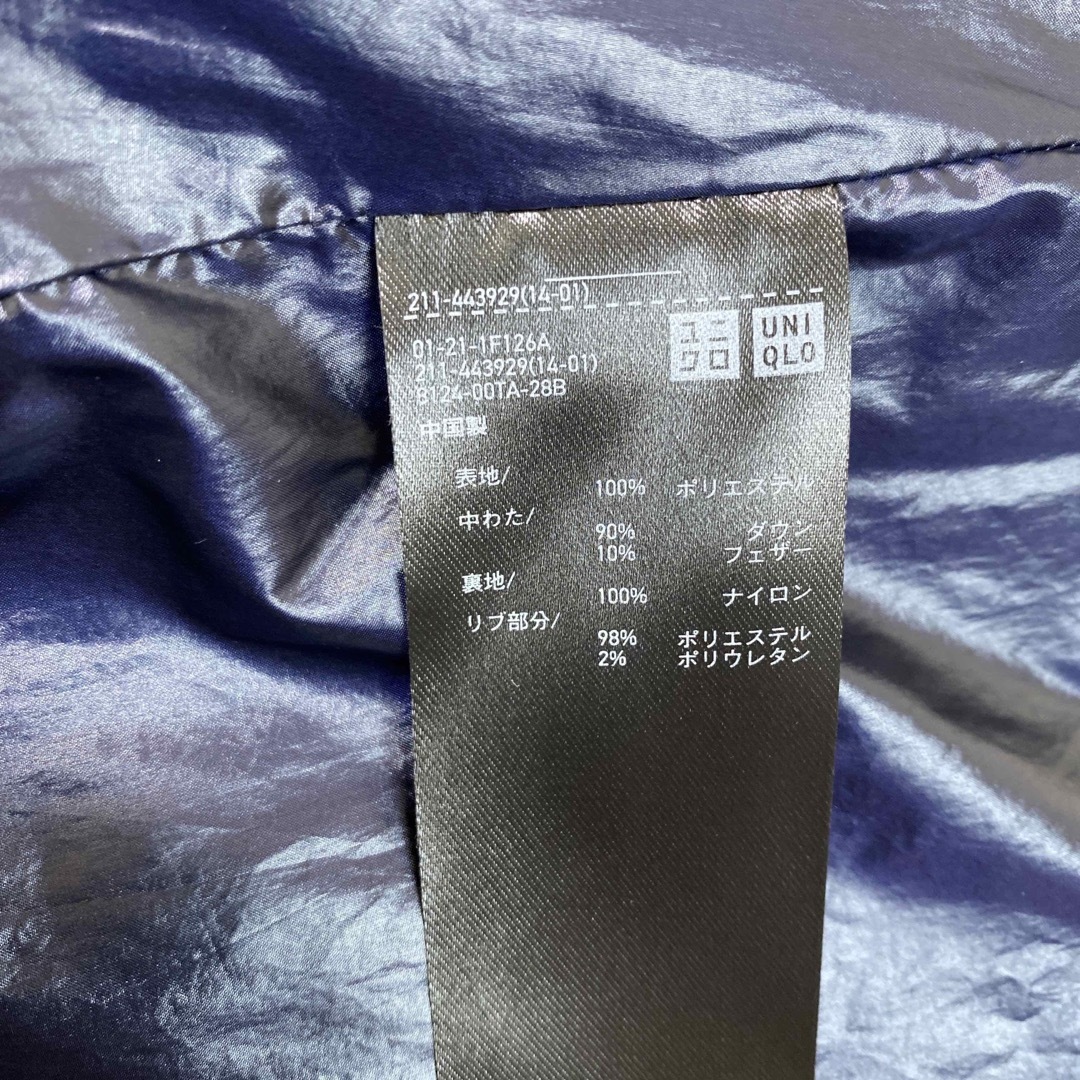 211-443929(14-01)
ユニ
クロ
UNI
QLO
01-21-1F126A
211-443929(14-01)
8124-00TA-28B
中国製
表地/
100% ポリエステル
中わた/
90% ダウン
10% フェザー
裏地/
100% ナイロン
リブ部分/
98% ポリエステル
2% ポリウレタン